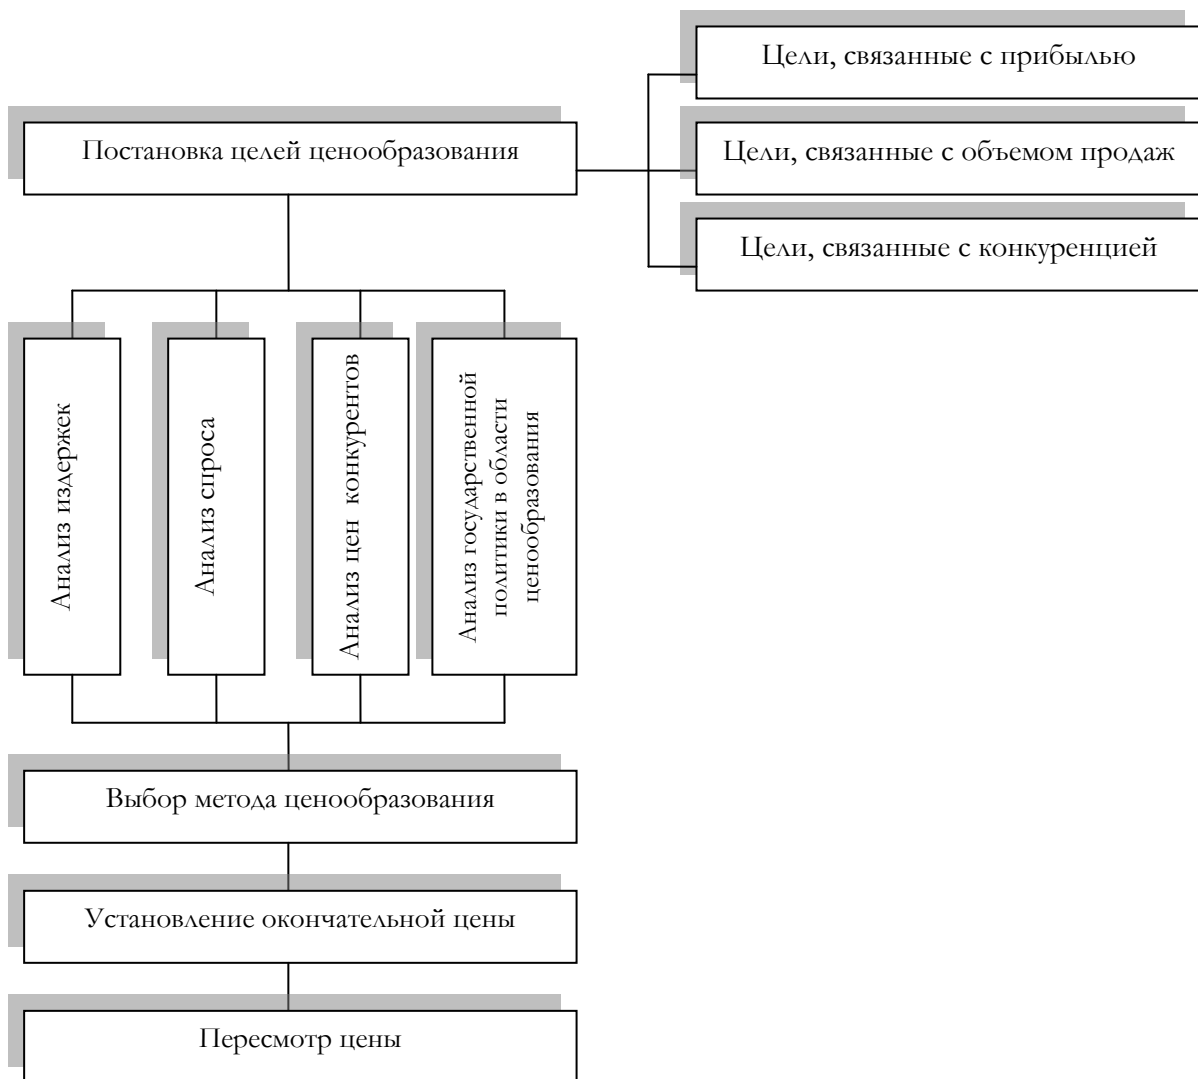 Цели, связанные с прибылью
Постановка целей ценообразования
Цели, связанные с объемом продаж
Цели, связанные с конкуренцией
Анализ издержек
Анализ спроса
Анализ цен конкурентов
Анализ государственной
политики в области
ценообразования
Выбор метода ценообразования
Установление окончательной цены
Пересмотр цены